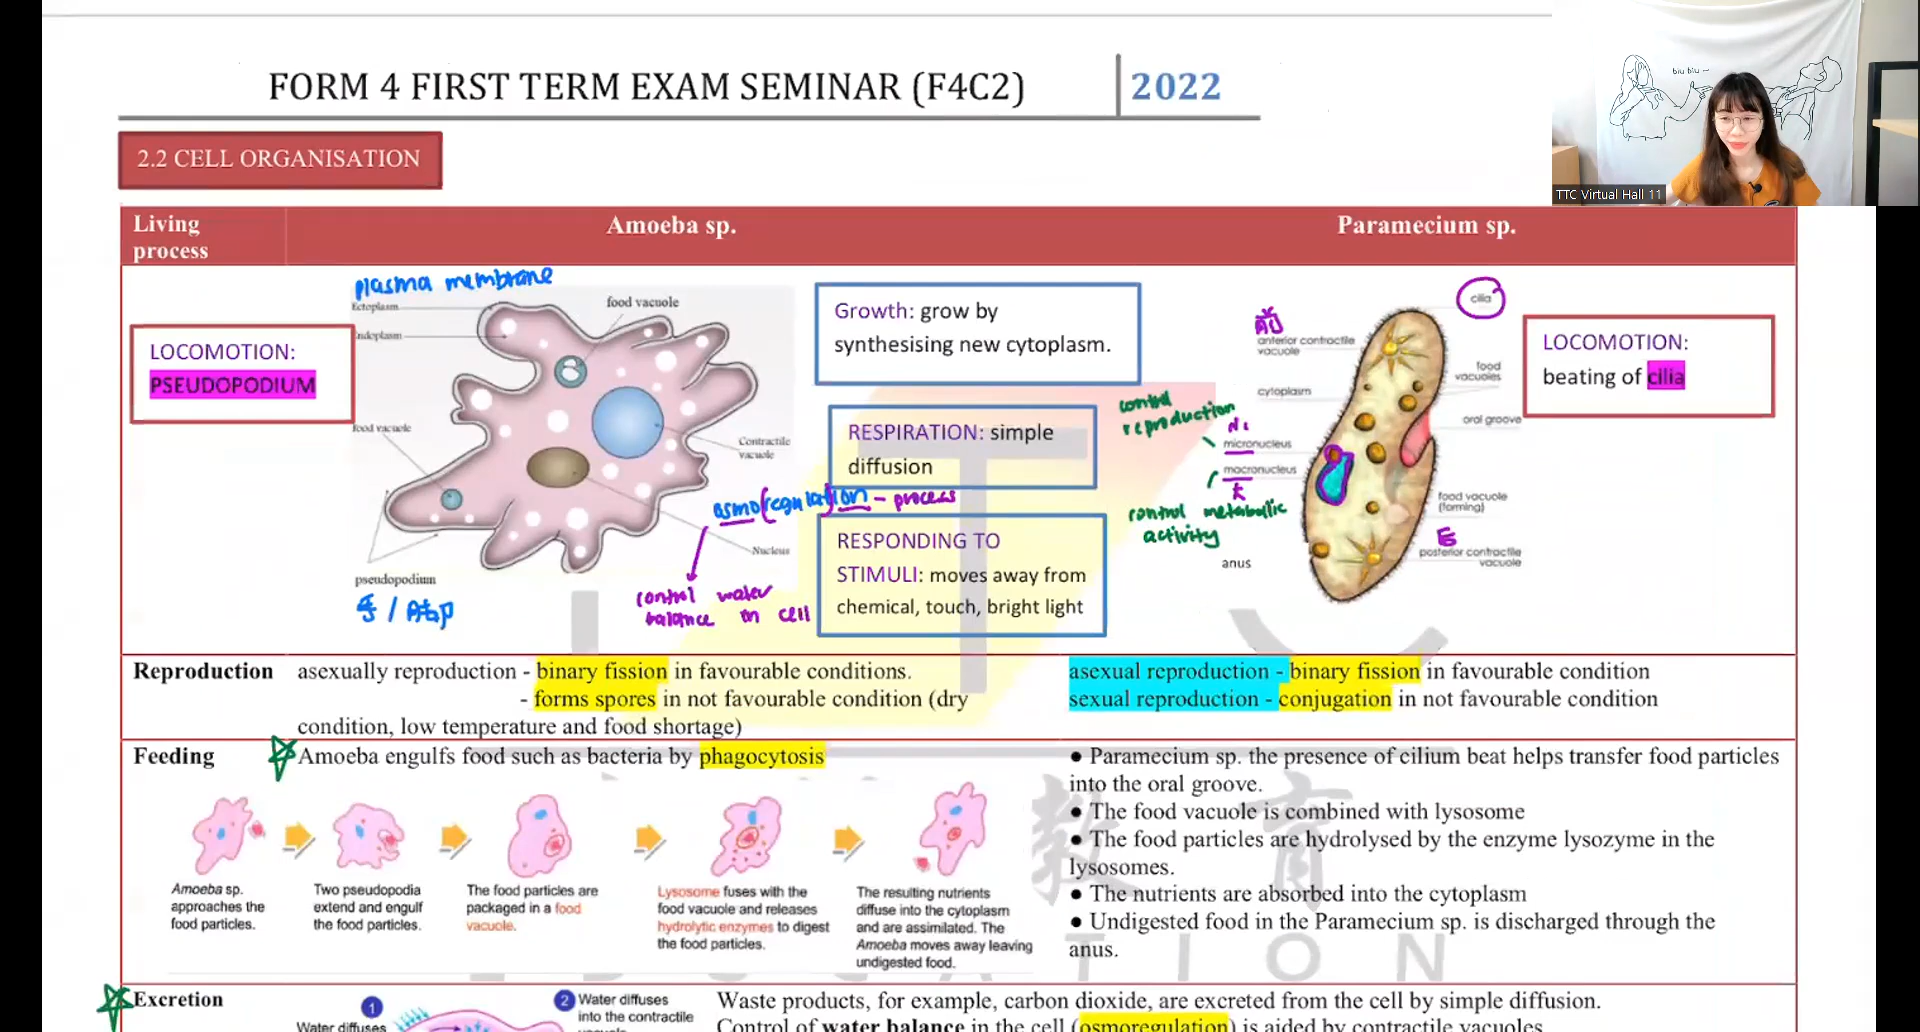 FORM 4 FIRST TERM EXAM SEMINAR (F4C2) 2022
biu biu ~
TTC Virtual Hall 11
2.2 CELL ORGANISATION
Living process
Amoeba sp.
Paramecium sp.
plasma membrane
Ectoplasm
Endoplasm
food vacuole
LOCOMOTION:
PSEUDOPODIUM
food vacuole
Contractile
vacuole
Nucleus
pseudopodium
osmoregulation - process
control water
balance in cell
Growth: grow by
synthesising new cytoplasm.
RESPIRATION: simple
diffusion
RESPONDING TO
STIMULI: moves away from
chemical, touch, bright light
cilia
前
anterior contractile
vacuole
cytoplasm
food
vacuoles
oral groove
control
reproduction
小
micronucleus
macronucleus
大
control metabolic
activity
anus
food vacuole
(forming)
后
posterior contractile
vacuole
LOCOMOTION:
beating of cilia
Reproduction
asexually reproduction - binary fission in favourable conditions.
- forms spores in not favourable condition (dry
condition, low temperature and food shortage)
asexual reproduction - binary fission in favourable condition
sexual reproduction - conjugation in not favourable condition
Feeding
Amoeba engulfs food such as bacteria by phagocytosis
Amoeba sp.
approaches the
food particles.
Two pseudopodia
extend and engulf
the food particles.
The food particles are
packaged in a food
vacuole.
Lysosome fuses with the
food vacuole and releases
hydrolytic enzymes to digest
the food particles.
The resulting nutrients
diffuse into the cytoplasm
and are assimilated. The
Amoeba moves away leaving
undigested food.
● Paramecium sp. the presence of cilium beat helps transfer food particles
into the oral groove.
● The food vacuole is combined with lysosome
● The food particles are hydrolysed by the enzyme lysozyme in the
lysosomes.
● The nutrients are absorbed into the cytoplasm
● Undigested food in the Paramecium sp. is discharged through the
anus.
教育
Excretion
1
Water diffuses
2 Water diffuses
into the contractile
Waste products, for example, carbon dioxide, are excreted from the cell by simple diffusion.
Control of water balance in the cell (osmoregulation) is aided by contractile vacuoles